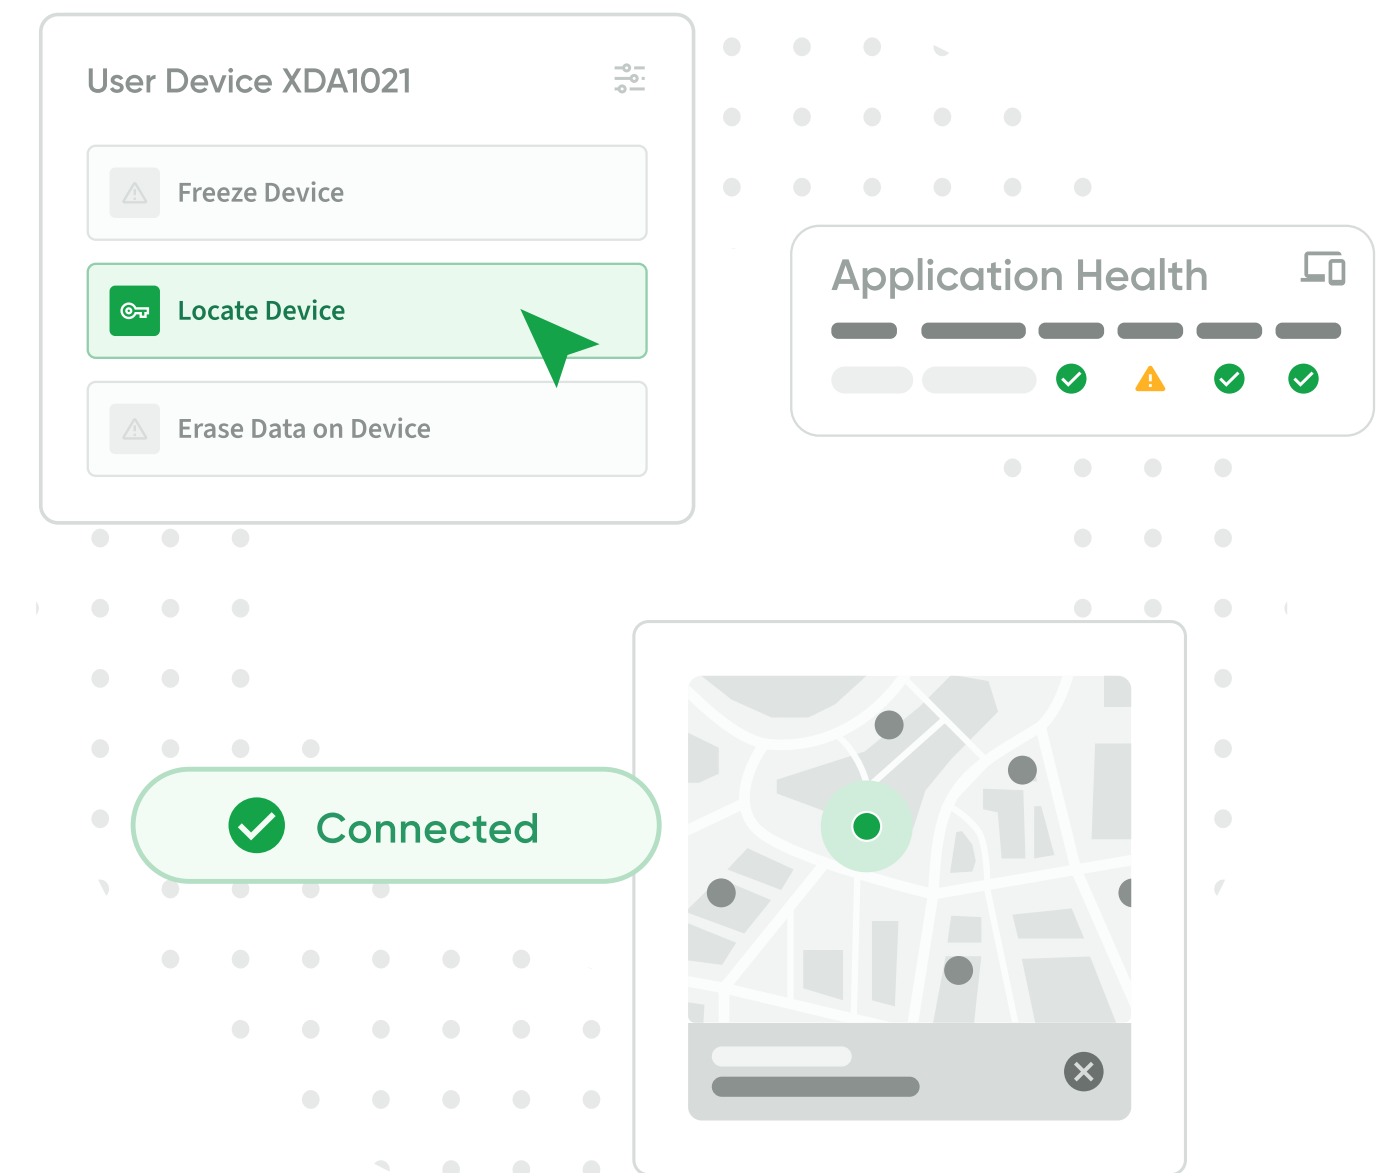 User Device XDA1021
Freeze Device
Locate Device
Erase Data on Device
Application Health
Connected